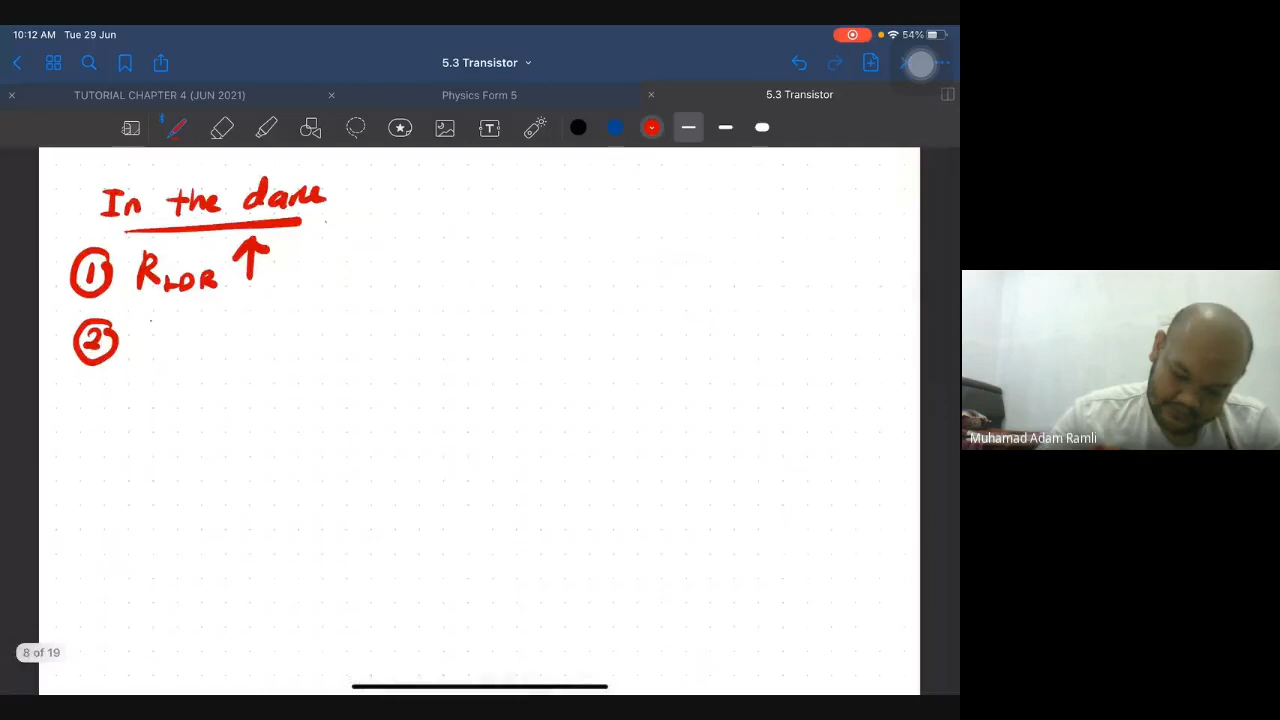 10:12 AM Tue 29 Jun
54%
5.3 Transistor
TUTORIAL CHAPTER 4 (JUN 2021)
Physics Form 5
5.3 Transistor
In the dark
① RLDR ↑
②
8 of 19
Muhamad Adam Ramli